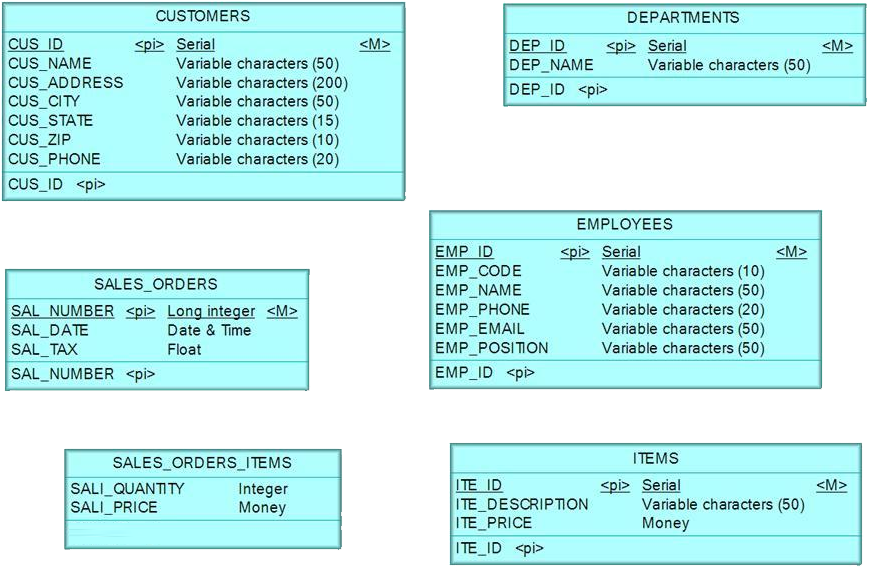 CUSTOMERS
CUS_ID <pi> Serial <M>
CUS_NAME Variable characters (50)
CUS_ADDRESS Variable characters (200)
CUS_CITY Variable characters (50)
CUS_STATE Variable characters (15)
CUS_ZIP Variable characters (10)
CUS_PHONE Variable characters (20)
CUS_ID <pi>
DEPARTMENTS
DEP_ID <pi> Serial <M>
DEP_NAME Variable characters (50)
DEP_ID <pi>
EMPLOYEES
EMP_ID <pi> Serial <M>
EMP_CODE Variable characters (10)
EMP_NAME Variable characters (50)
EMP_PHONE Variable characters (20)
EMP_EMAIL Variable characters (50)
EMP_POSITION Variable characters (50)
EMP_ID <pi>
SALES_ORDERS
SAL_NUMBER <pi> Long integer <M>
SAL_DATE Date & Time
SAL_TAX Float
SAL_NUMBER <pi>
SALES_ORDERS_ITEMS
SALI_QUANTITY Integer
SALI_PRICE Money
ITEMS
ITE_ID <pi> Serial <M>
ITE_DESCRIPTION Variable characters (50)
ITE_PRICE Money
ITE_ID <pi>